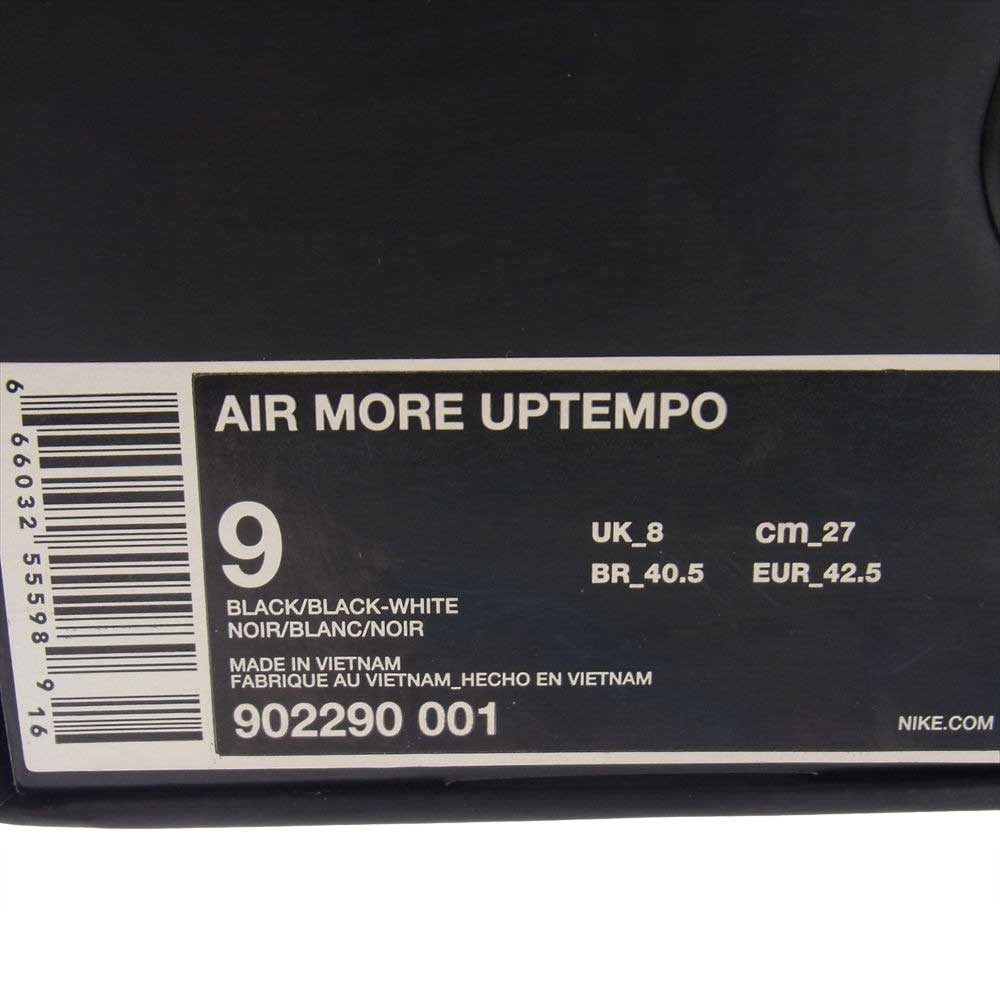 AIR MORE UPTEMPO
9
UK_8 cm_27
BR_40.5 EUR_42.5
BLACK/BLACK-WHITE
NOIR/BLANC/NOIR
MADE IN VIETNAM
FABRIQUE AU VIETNAM_HECHO EN VIETNAM
902290 001
NIKE.COM
6 66032 55598 9 16